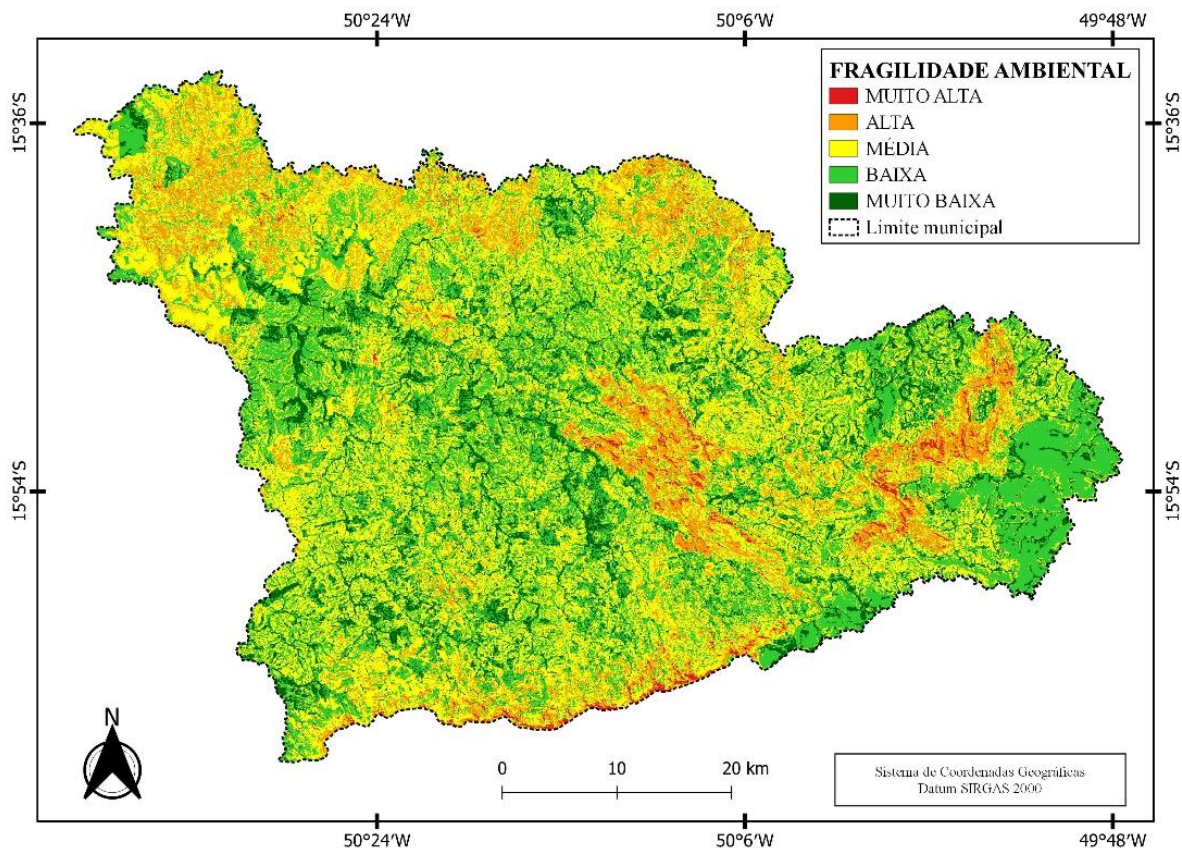 50°24'W 50°6'W 49°48'W
FRAGILIDADE AMBIENTAL
MUITO ALTA
ALTA
MÉDIA
BAIXA
MUITO BAIXA
Limite municipal
15°36'S 15°36'S
15°54'S 15°54'S
N
0 10 20 km
Sistema de Coordenadas Geográficas
Datum SIRGAS 2000
50°24'W 50°6'W 49°48'W